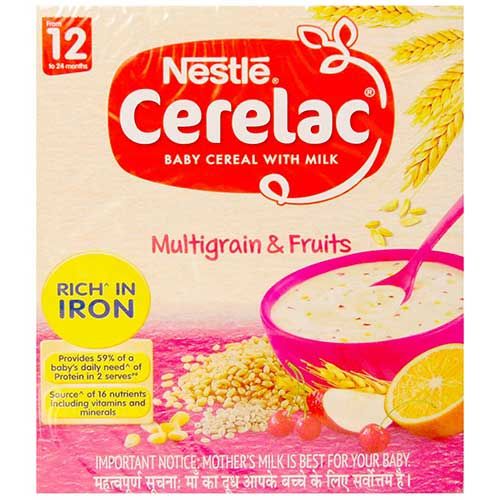 From
12
to 24 months
Nestlé®
Cerelac®
BABY CEREAL WITH MILK
Multigrain & Fruits
RICH^ IN
IRON
Provides 59% of a
baby's daily need^ of
Protein in 2 serves**
Source^ of 16 nutrients
including vitamins and
minerals
IMPORTANT NOTICE: MOTHER'S MILK IS BEST FOR YOUR BABY.
महत्वपूर्ण सूचना: माँ का दूध आपके बच्चे के लिए सर्वोत्तम है।